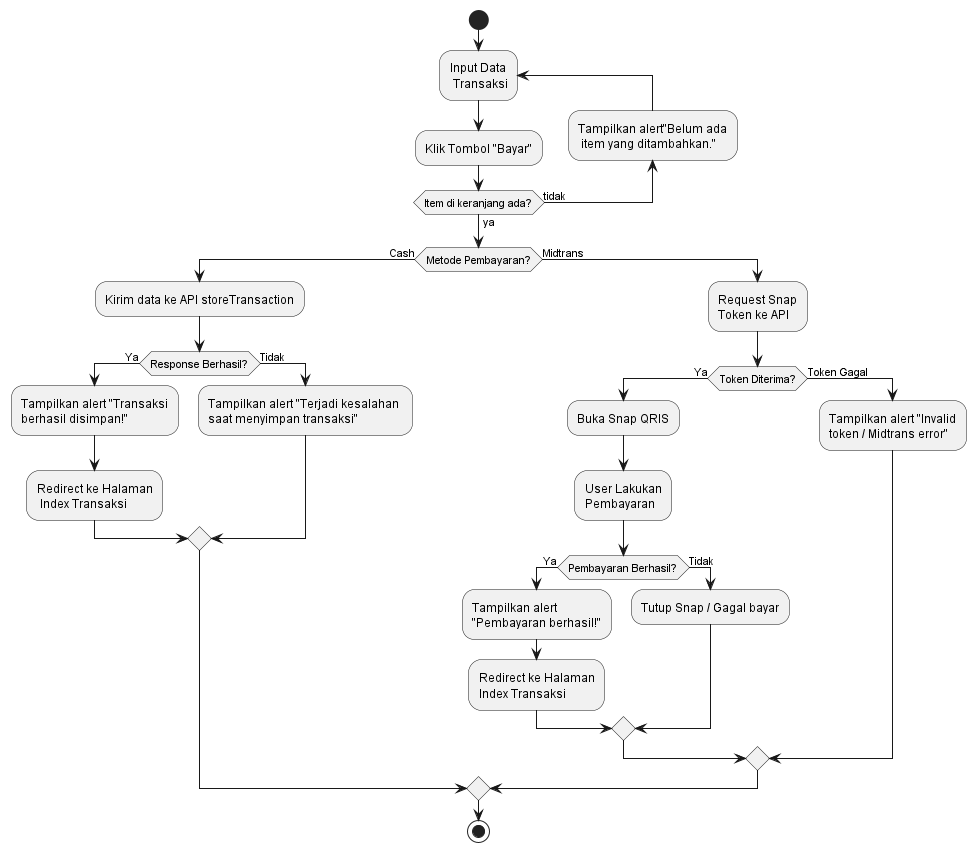 Input Data
Transaksi
Tampilkan alert"Belum ada
item yang ditambahkan."
Klik Tombol "Bayar"
Item di keranjang ada?
tidak
ya
Cash
Metode Pembayaran?
Midtrans
Kirim data ke API storeTransaction
Request Snap
Token ke API
Ya
Response Berhasil?
Tidak
Ya
Token Diterima?
Token Gagal
Tampilkan alert "Transaksi
berhasil disimpan!"
Tampilkan alert "Terjadi kesalahan
saat menyimpan transaksi"
Buka Snap QRIS
Tampilkan alert "Invalid
token / Midtrans error"
Redirect ke Halaman
Index Transaksi
User Lakukan
Pembayaran
Ya
Pembayaran Berhasil?
Tidak
Tampilkan alert
"Pembayaran berhasil!"
Tutup Snap / Gagal bayar
Redirect ke Halaman
Index Transaksi